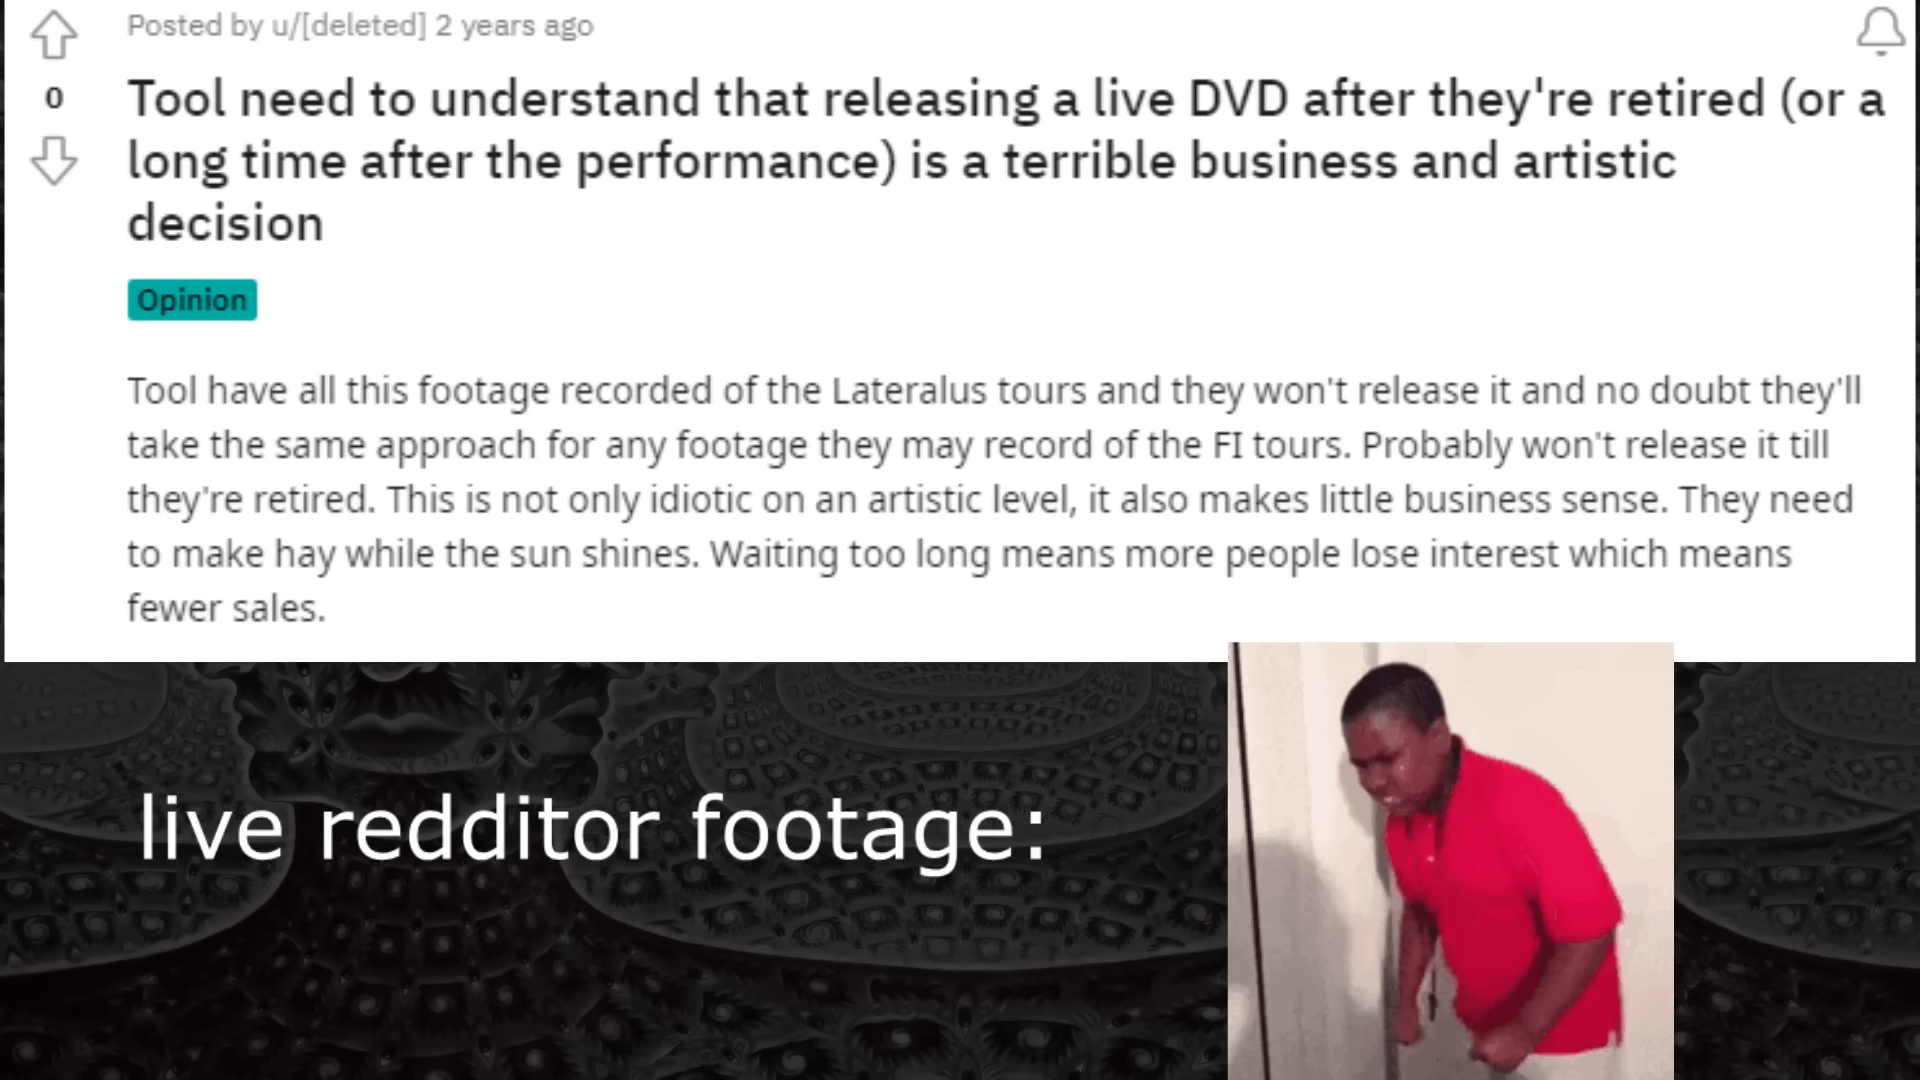 Posted by u/[deleted] 2 years ago
0
Tool need to understand that releasing a live DVD after they're retired (or a
long time after the performance) is a terrible business and artistic
decision
Opinion
Tool have all this footage recorded of the Lateralus tours and they won't release it and no doubt they'll
take the same approach for any footage they may record of the FI tours. Probably won't release it till
they're retired. This is not only idiotic on an artistic level, it also makes little business sense. They need
to make hay while the sun shines. Waiting too long means more people lose interest which means
fewer sales.
live redditor footage: